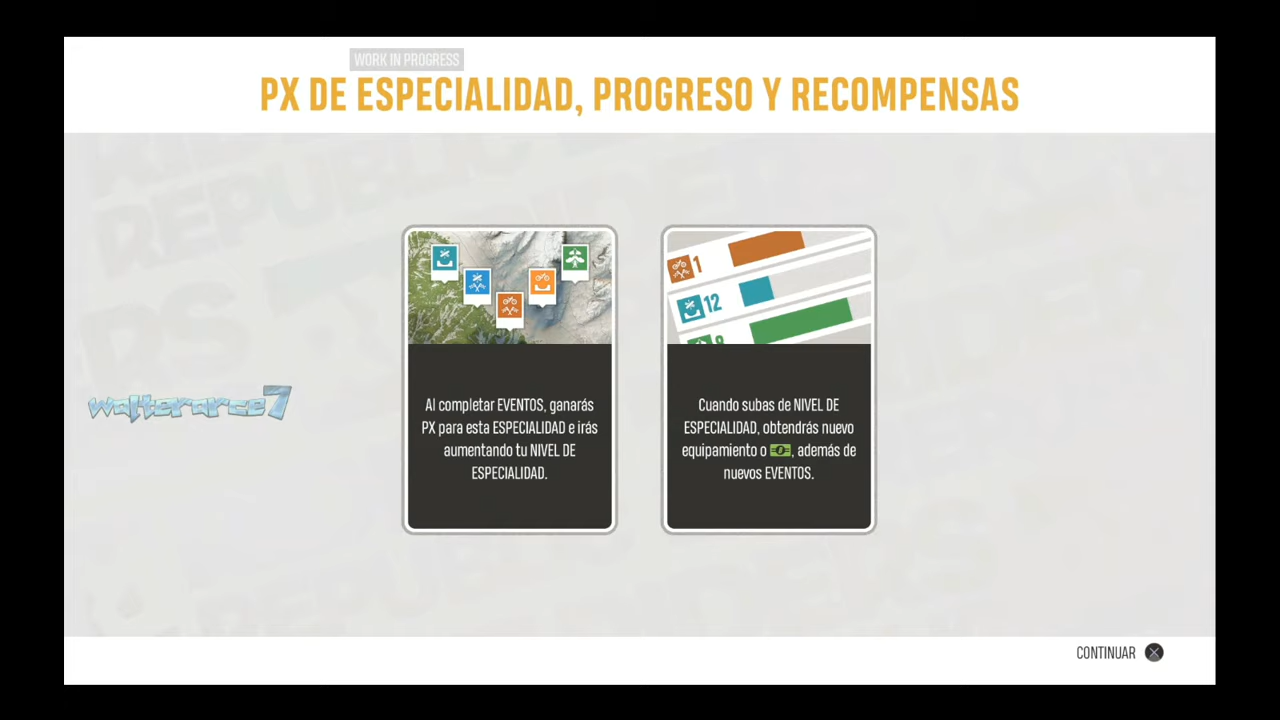 WORK IN PROGRESS
PX DE ESPECIALIDAD, PROGRESO Y RECOMPENSAS
1
12
walterarce7
Al completar EVENTOS, ganarás
PX para esta ESPECIALIDAD e irás
aumentando tu NIVEL DE
ESPECIALIDAD.
Cuando subas de NIVEL DE
ESPECIALIDAD, obtendrás nuevo
equipamiento o , además de
nuevos EVENTOS.
CONTINUAR